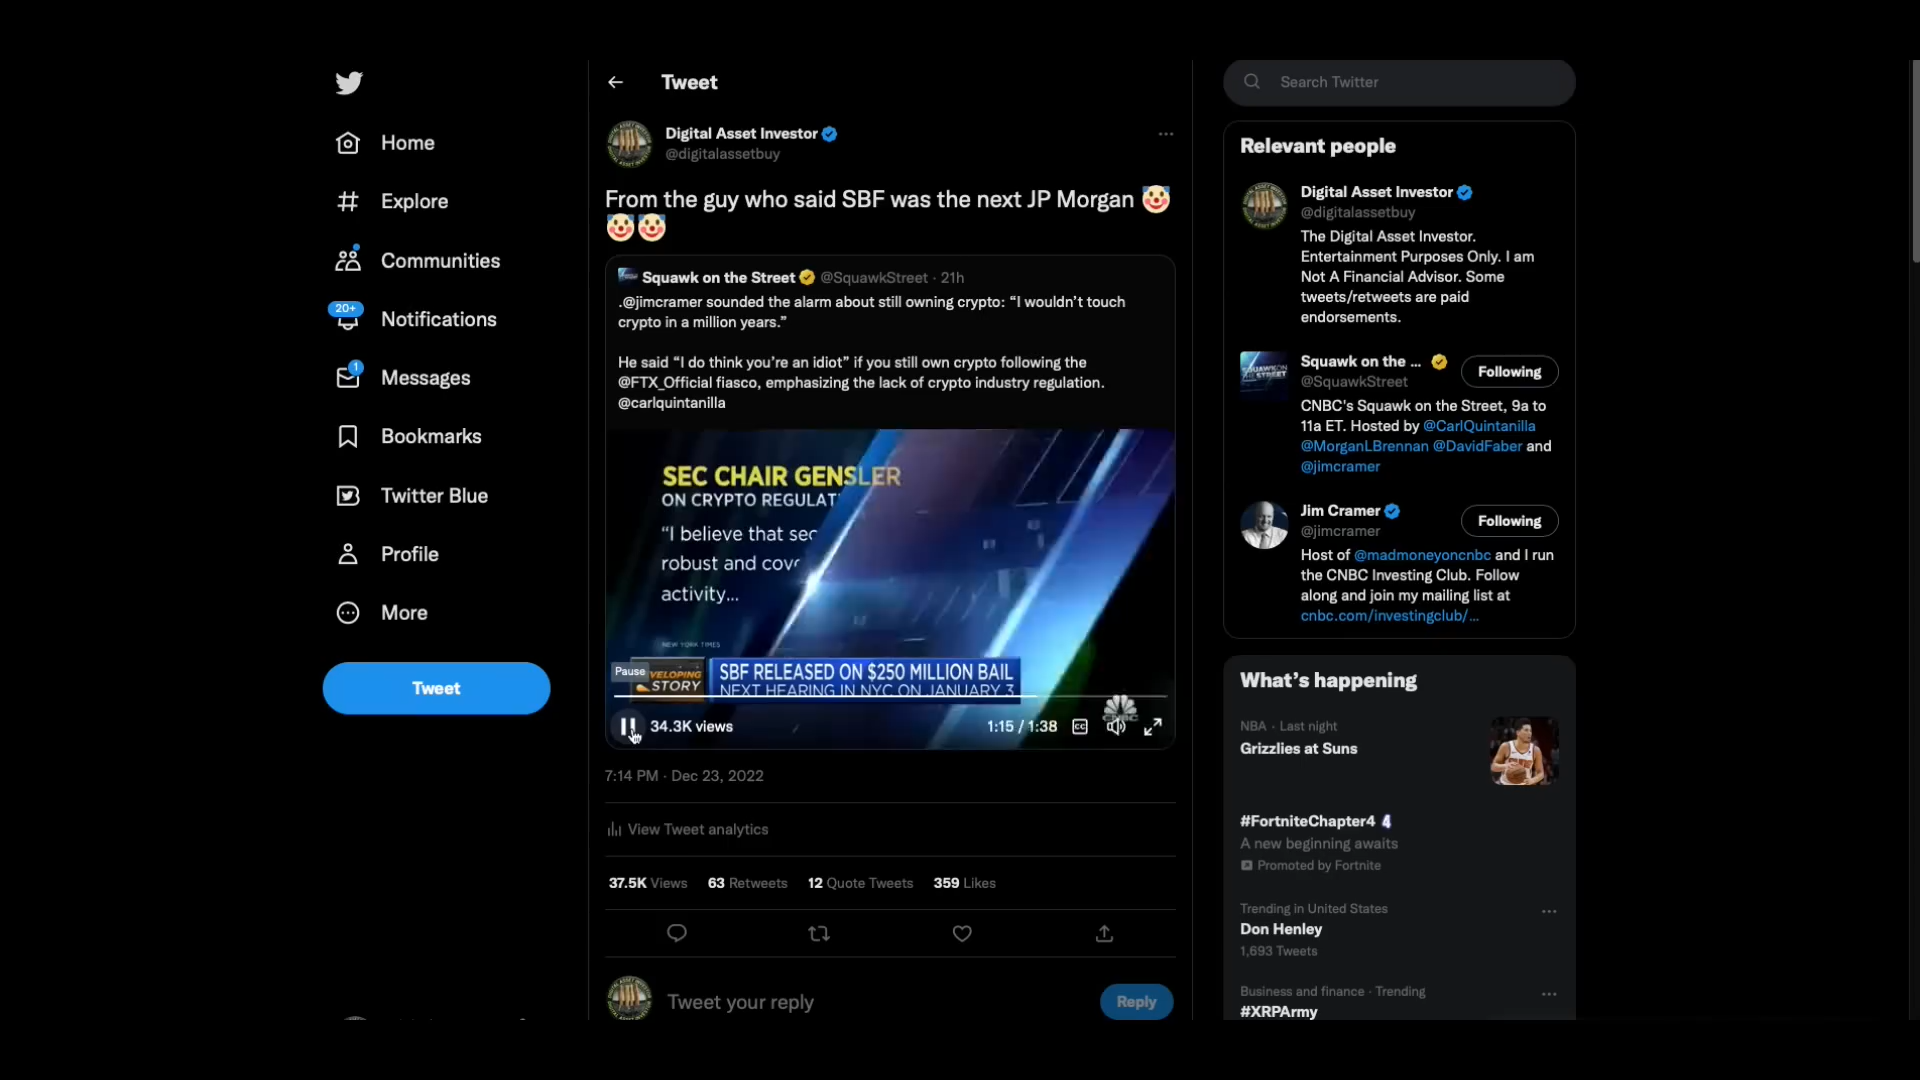 Home
Explore
Communities
20+
Notifications
1
Messages
Bookmarks
Twitter Blue
Profile
More
Tweet
Tweet
Digital Asset Investor
@digitalassetbuy
From the guy who said SBF was the next JP Morgan 🤡
🤡🤡
Squawk on the Street @SquawkStreet · 21h
.@jimcramer sounded the alarm about still owning crypto: “I wouldn’t touch
crypto in a million years.”
He said “I do think you’re an idiot” if you still own crypto following the
@FTX_Official fiasco, emphasizing the lack of crypto industry regulation.
@carlquintanilla
SEC CHAIR GENSLER
ON CRYPTO REGULAT
“I believe that sec
robust and cove
activity...
NEW YORK TIMES
Pause
VELOPING
STORY
SBF RELEASED ON $250 MILLION BAIL
NEXT HEARING IN NYC ON JANUARY 3
34.3K views
1:15 / 1:38
CC
CNBC
7:14 PM · Dec 23, 2022
View Tweet analytics
37.5K Views 63 Retweets 12 Quote Tweets 359 Likes
Tweet your reply
Reply
Search Twitter
Relevant people
Digital Asset Investor
@digitalassetbuy
The Digital Asset Investor.
Entertainment Purposes Only. I am
Not A Financial Advisor. Some
tweets/retweets are paid
endorsements.
Squawk on the ...
@SquawkStreet
Following
CNBC's Squawk on the Street, 9a to
11a ET. Hosted by @CarlQuintanilla
@MorganLBrennan @DavidFaber and
@jimcramer
Jim Cramer
@jimcramer
Following
Host of @madmoneyoncnbc and I run
the CNBC Investing Club. Follow
along and join my mailing list at
cnbc.com/investingclub/...
What’s happening
NBA · Last night
Grizzlies at Suns
#FortniteChapter4
A new beginning awaits
Promoted by Fortnite
Trending in United States
Don Henley
1,693 Tweets
Business and finance · Trending
#XRPArmy